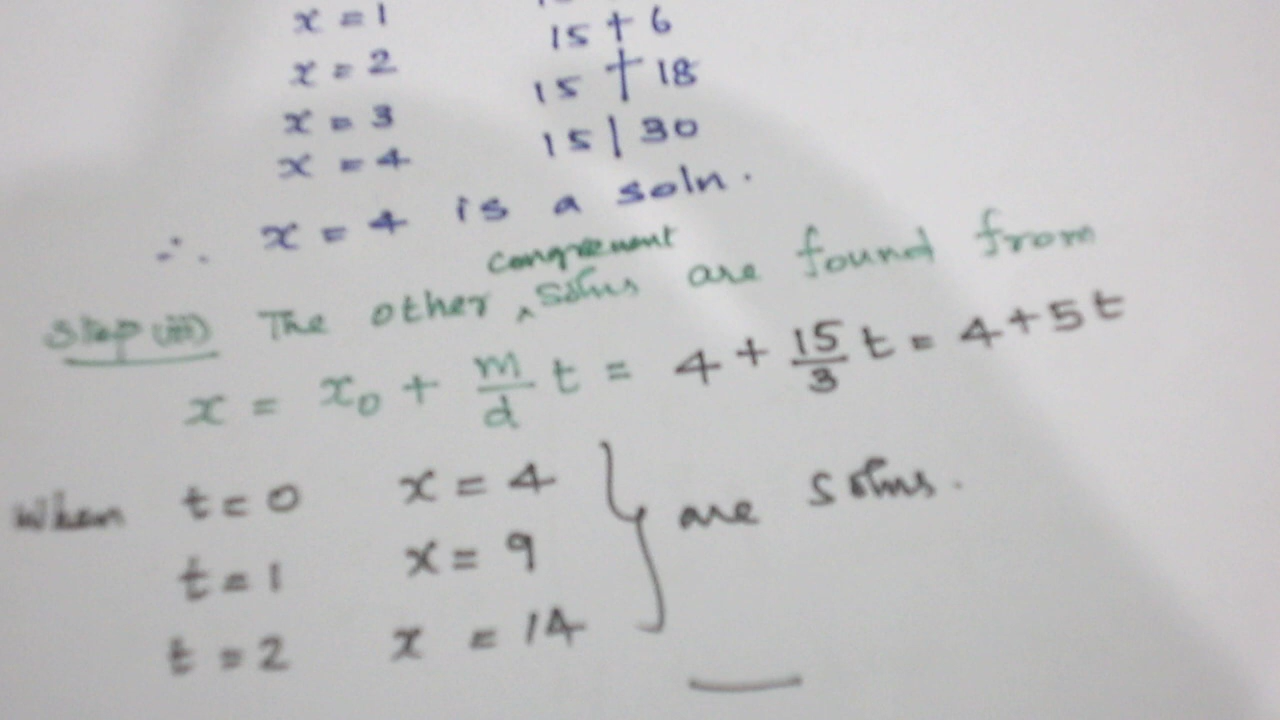 x = 1
x = 2 15 ∤ 6
x = 3 15 ∤ 18
x = 4 15 | 30
∴ x = 4 is a soln.
Step (iii) The other congruent solns are found from
x = x₀ + m/d t = 4 + 15/3 t = 4 + 5t
When t = 0 x = 4
t = 1 x = 9 } are solns.
t = 2 x = 14